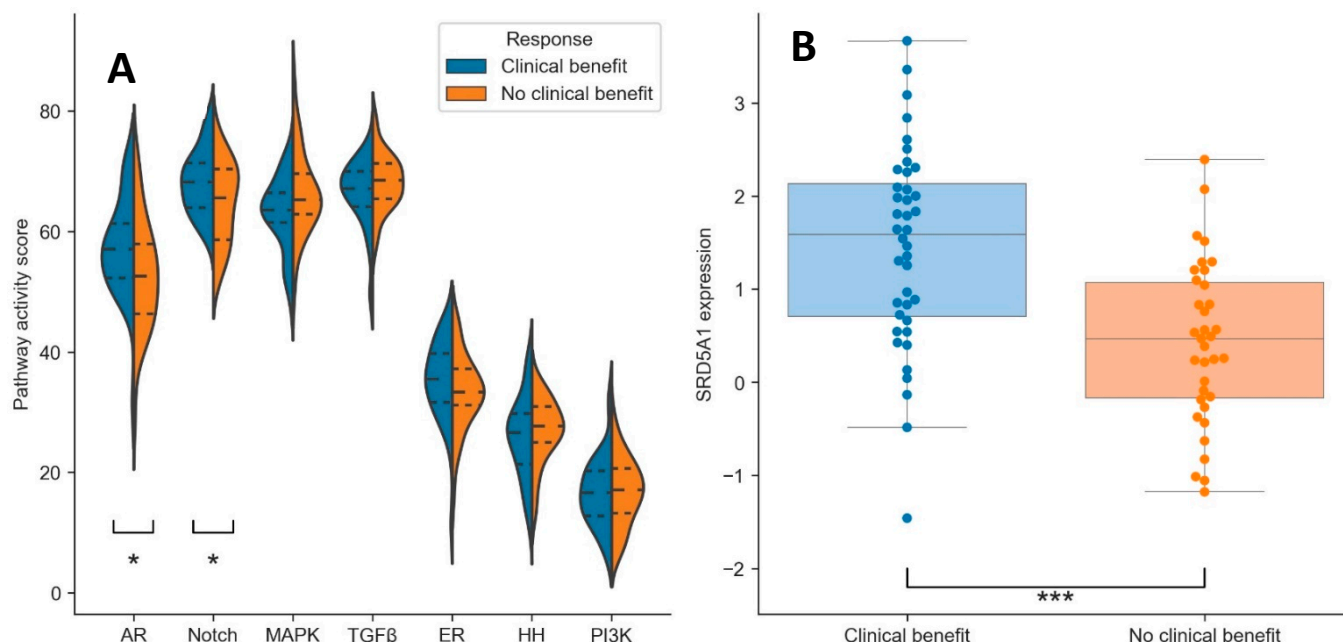 A
Response
Clinical benefit
No clinical benefit
Pathway activity score
80
60
40
20
0
*
*
AR Notch MAPK TGFß ER HH PI3K
B
SRD5A1 expression
3
2
1
0
−1
−2
***
Clinical benefit No clinical benefit